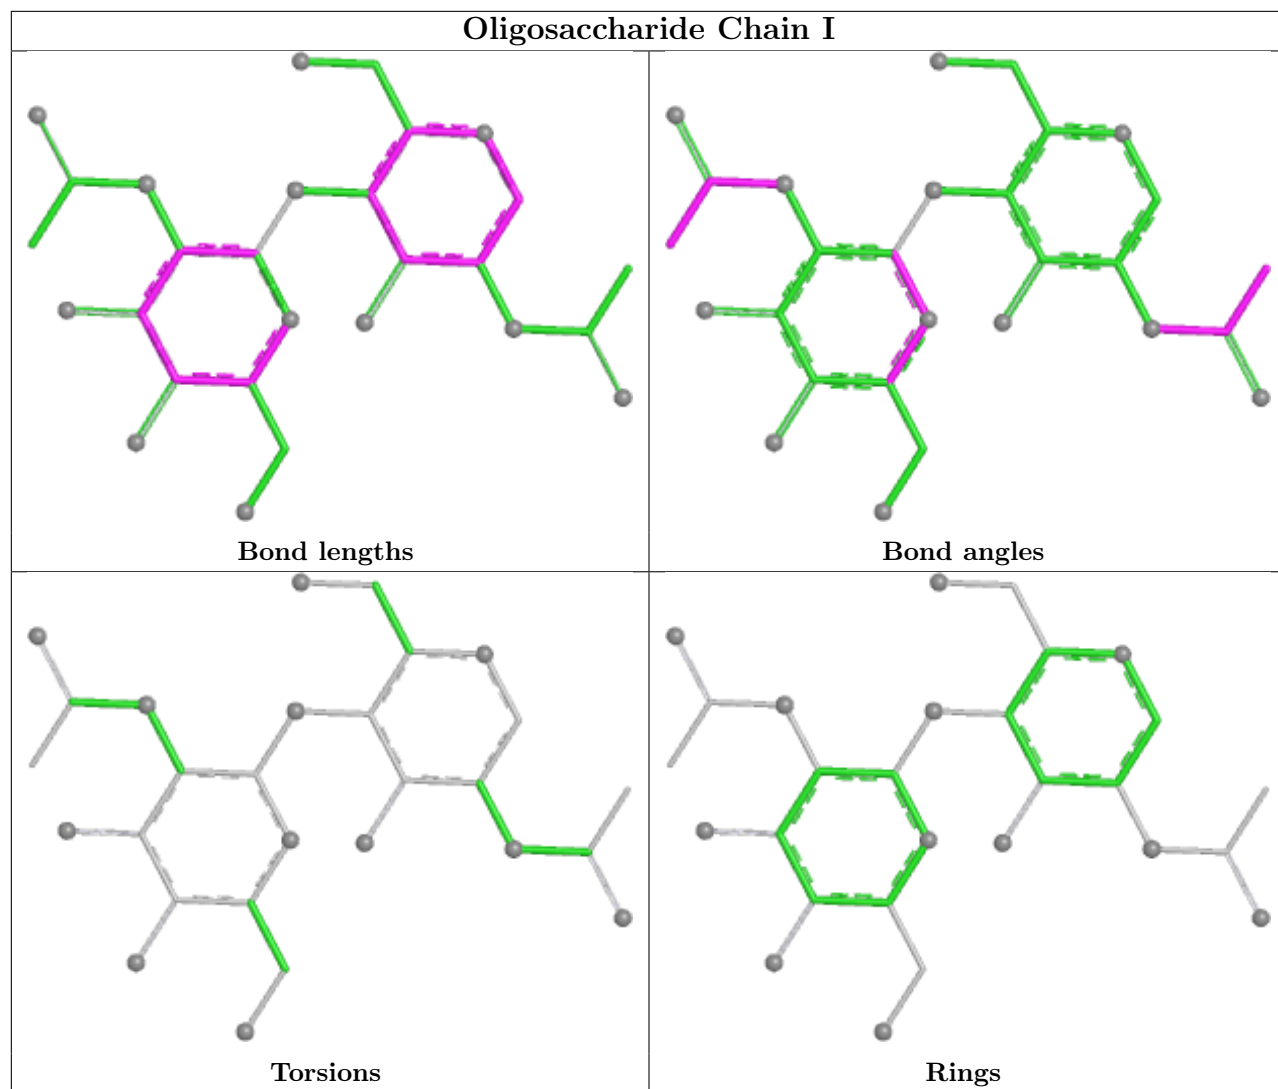 Oligosaccharide Chain I
Bond lengths
Bond angles
Torsions
Rings